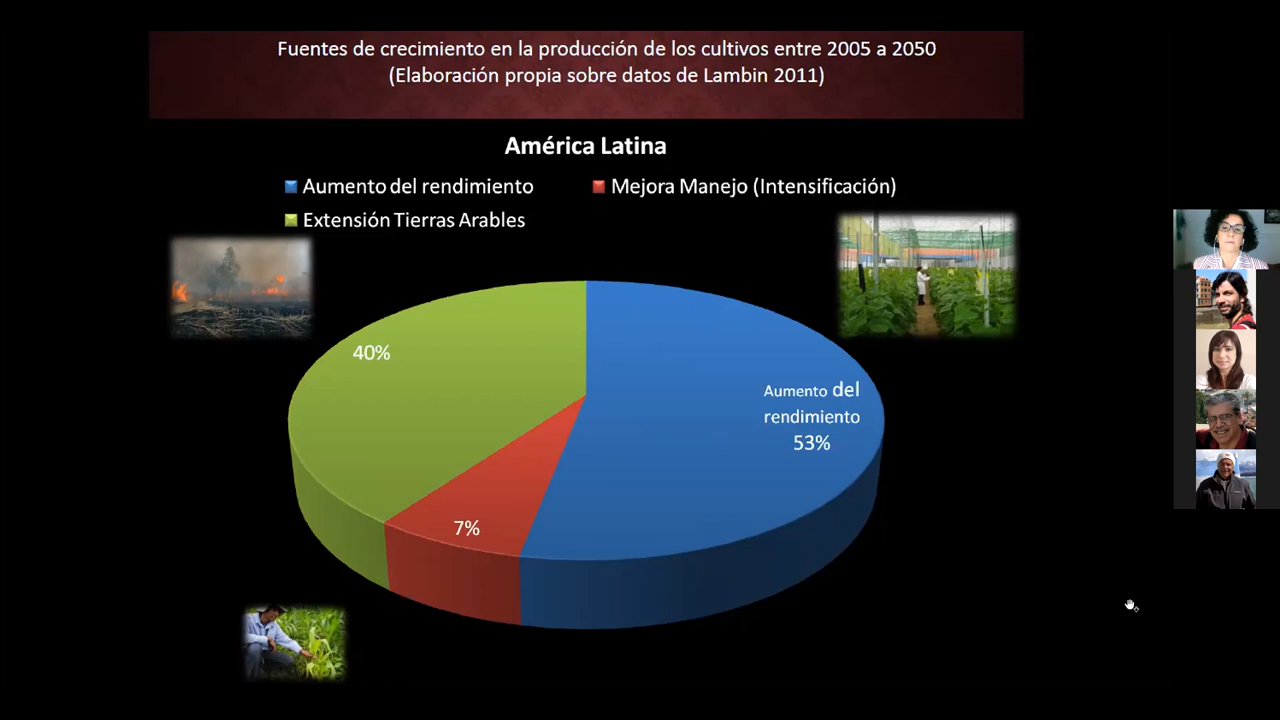 Fuentes de crecimiento en la producción de los cultivos entre 2005 a 2050
(Elaboración propia sobre datos de Lambin 2011)
América Latina
Aumento del rendimiento
Mejora Manejo (Intensificación)
Extensión Tierras Arables
40%
Aumento del
rendimiento
53%
7%